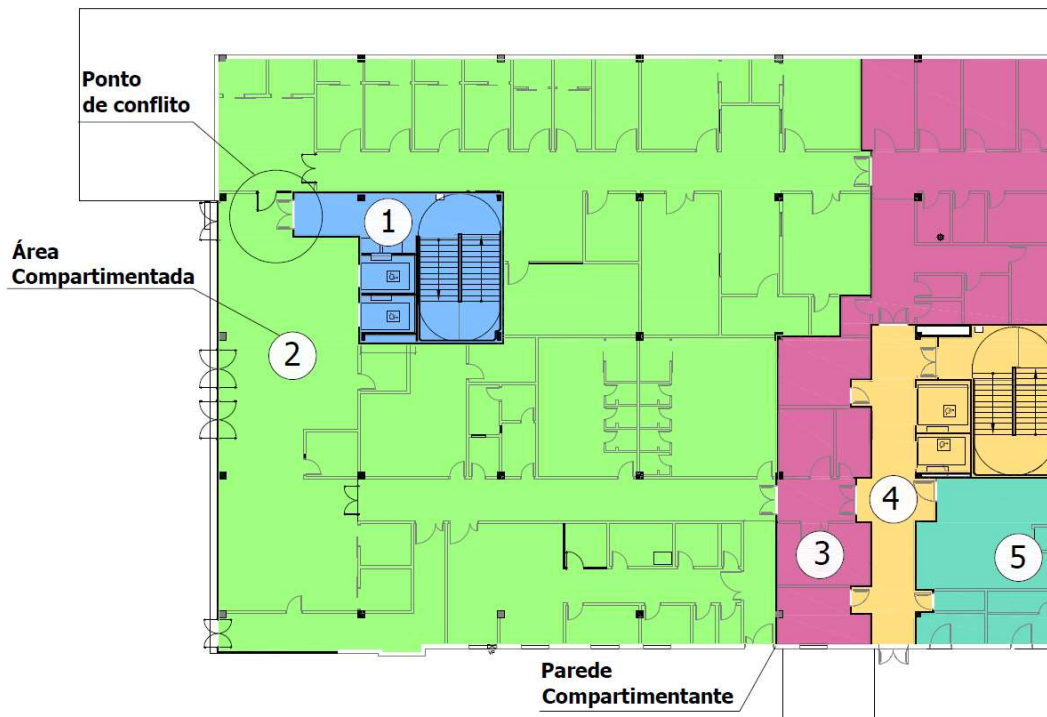 Ponto
de conflito
1
Área
Compartimentada
2
4
3
5
Parede
Compartimentante